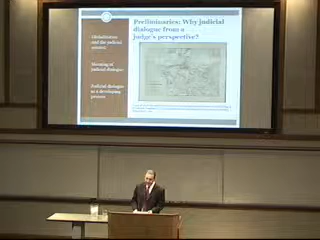 Preliminaries: Why judicial
dialogue from a
judge's perspective?
Globalization
and the judicial
system
Meaning of
judicial dialogue
Judicial dialogue
as a developing
process